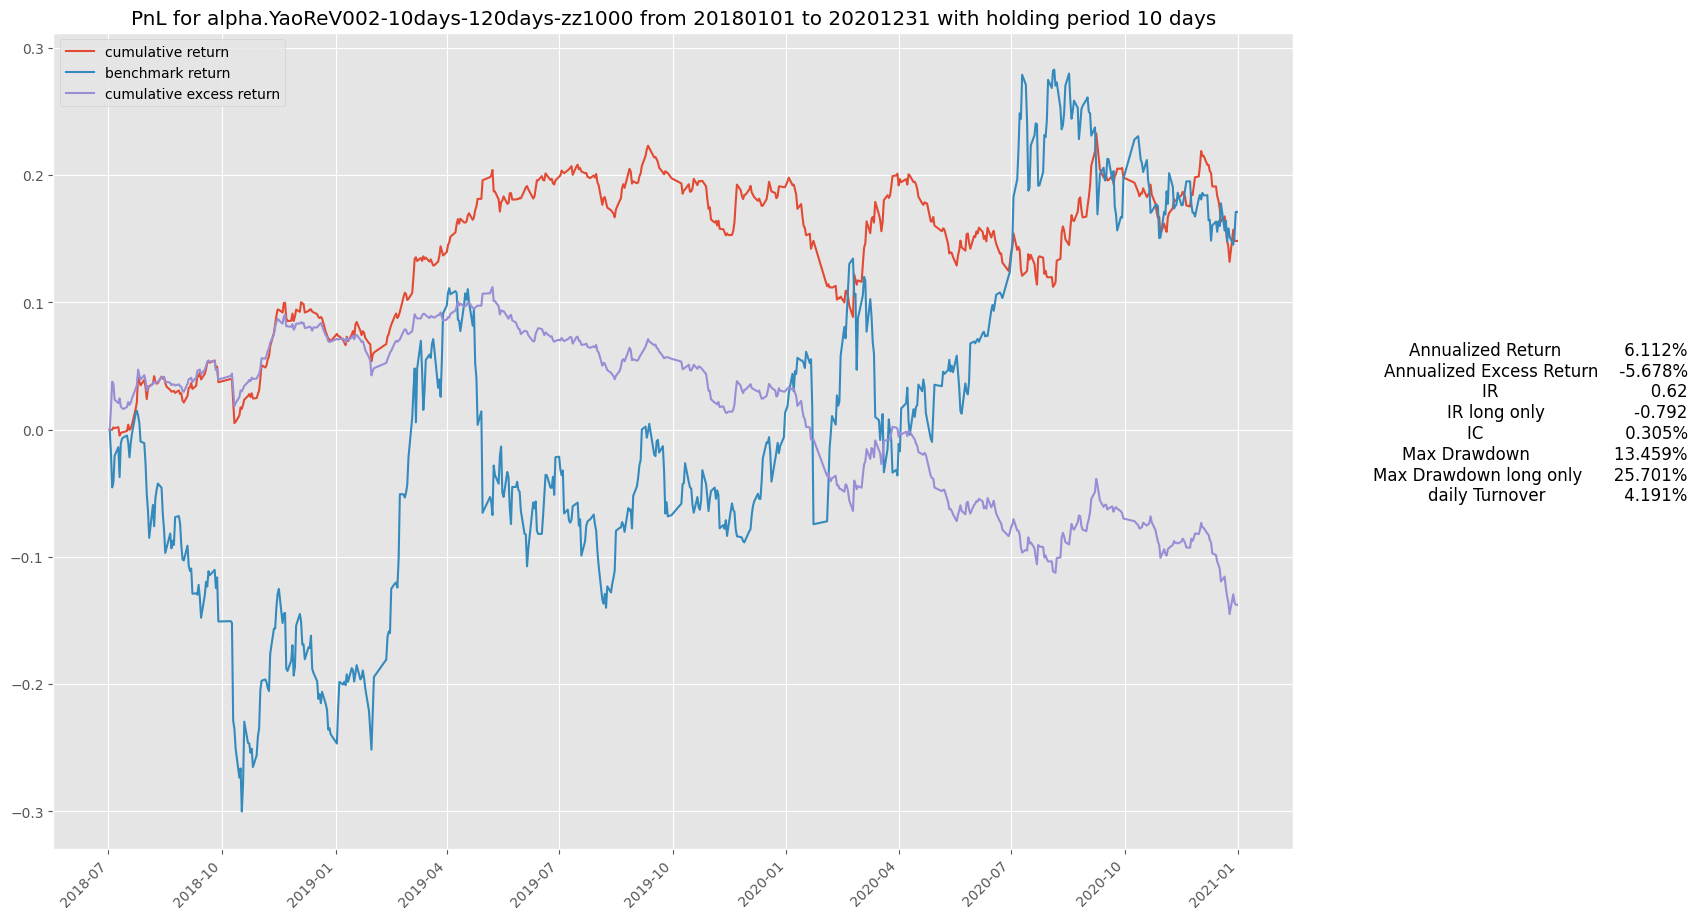 PnL for alpha.YaoReV002-10days-120days-zz1000 from 20180101 to 20201231 with holding period 10 days
cumulative return
benchmark return
cumulative excess return
0.3
0.2
0.1
0.0
−0.1
−0.2
−0.3
2018-07
2018-10
2019-01
2019-04
2019-07
2019-10
2020-01
2020-04
2020-07
2020-10
2021-01
Annualized Return 6.112%
Annualized Excess Return -5.678%
IR 0.62
IR long only -0.792
IC 0.305%
Max Drawdown 13.459%
Max Drawdown long only 25.701%
daily Turnover 4.191%